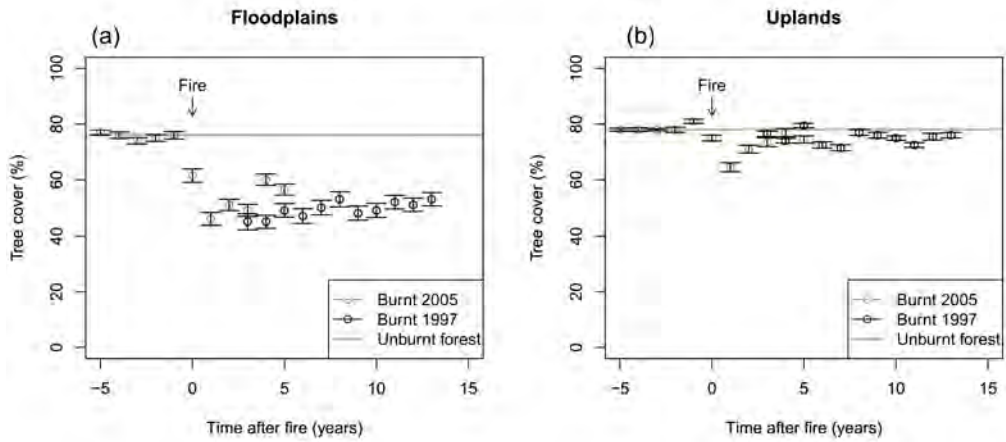 Floodplains
(a)
Fire
Tree cover (%)
0 20 40 60 80 100
Burnt 2005
Burnt 1997
Unburnt forest
−5 0 5 10 15
Time after fire (years)
Uplands
(b)
Fire
Tree cover (%)
0 20 40 60 80 100
Burnt 2005
Burnt 1997
Unburnt forest
−5 0 5 10 15
Time after fire (years)